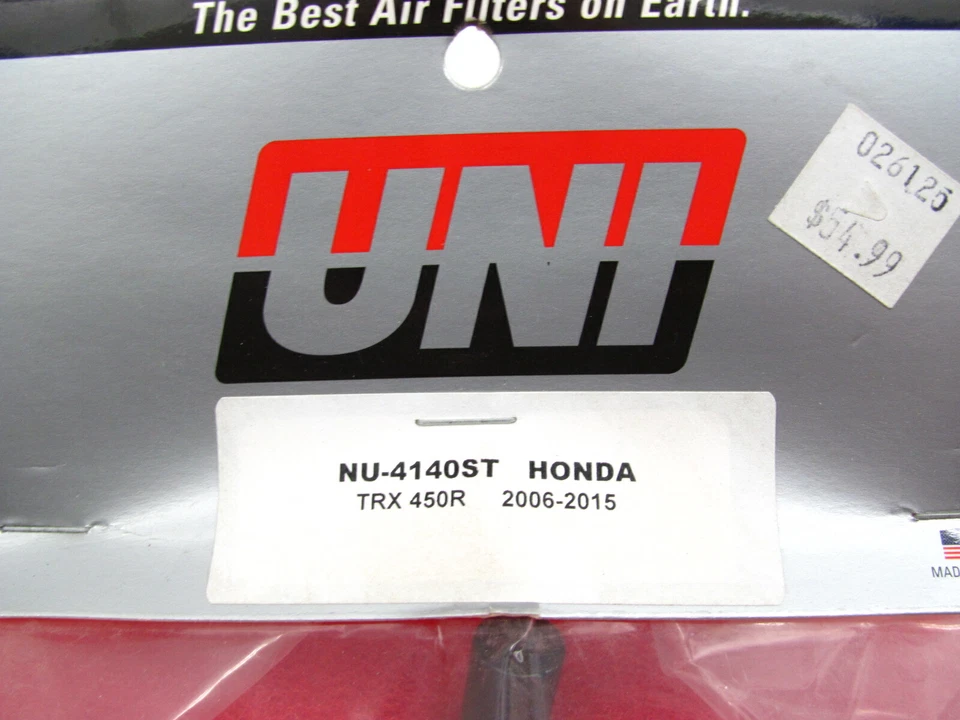 The Best Air Filters on Earth.
UNI
026125
$54.99
NU-4140ST HONDA
TRX 450R 2006-2015
MAD